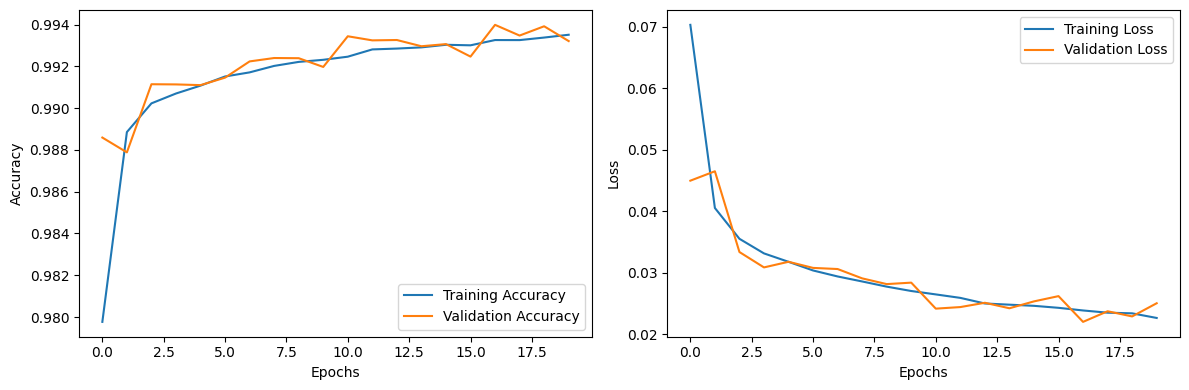 0.994
0.992
0.990
0.988
0.986
0.984
0.982
0.980
Accuracy
Training Accuracy
Validation Accuracy
0.0 2.5 5.0 7.5 10.0 12.5 15.0 17.5
Epochs
0.07
0.06
0.05
0.04
0.03
0.02
Loss
Training Loss
Validation Loss
0.0 2.5 5.0 7.5 10.0 12.5 15.0 17.5
Epochs